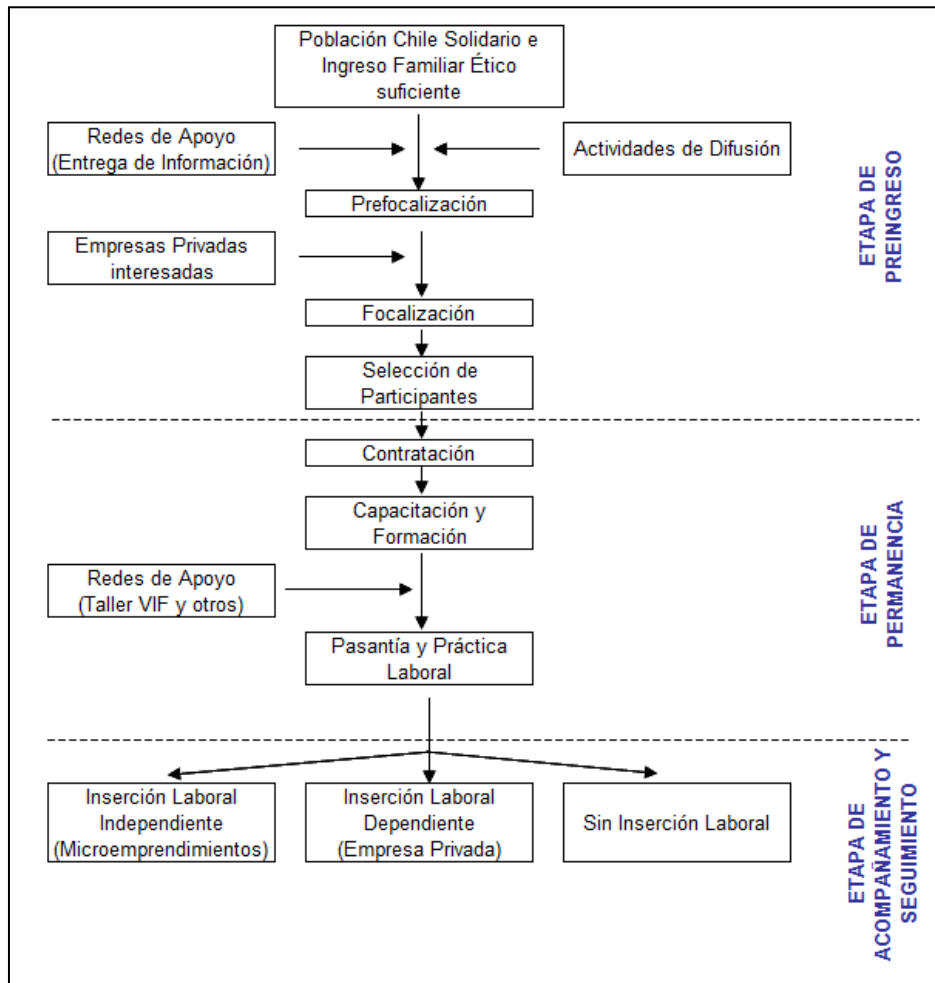 Población Chile Solidario e
Ingreso Familiar Ético
suficiente
Redes de Apoyo
(Entrega de Información)
Actividades de Difusión
Prefocalización
Empresas Privadas
interesadas
Focalización
Selección de
Participantes
ETAPA DE
PREINGRESO
Contratación
Capacitación y
Formación
Redes de Apoyo
(Taller VIF y otros)
Pasantía y Práctica
Laboral
ETAPA DE
PERMANENCIA
Inserción Laboral
Independiente
(Microemprendimientos)
Inserción Laboral
Dependiente
(Empresa Privada)
Sin Inserción Laboral
ETAPA DE
ACOMPAÑAMIENTO Y
SEGUIMIENTO